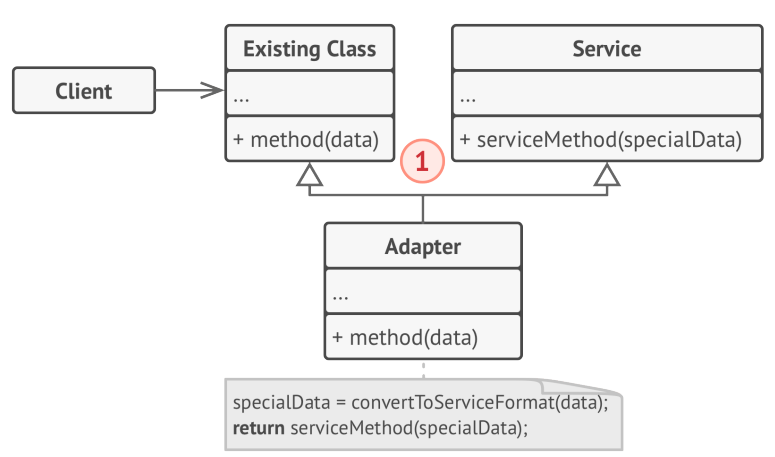 Client
Existing Class
...
+ method(data)
Service
...
+ serviceMethod(specialData)
1
Adapter
...
+ method(data)
specialData = convertToServiceFormat(data);
return serviceMethod(specialData);